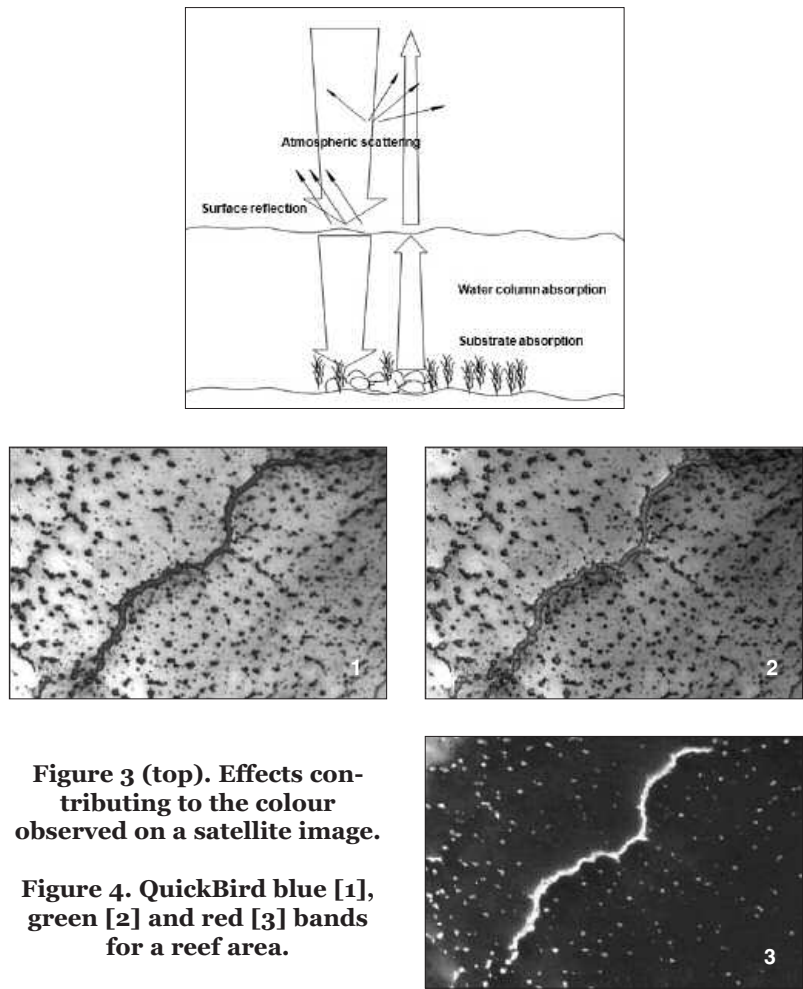 Atmospheric scattering
Surface reflection
Water column absorption
Substrate absorption
1
2
Figure 3 (top). Effects con-
tributing to the colour
observed on a satellite image.
Figure 4. QuickBird blue [1],
green [2] and red [3] bands
for a reef area.
3